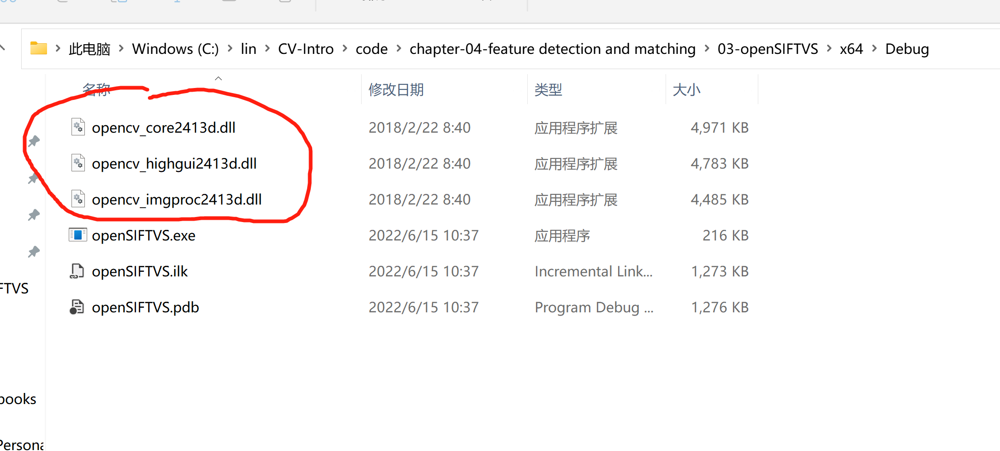 此电脑 > Windows (C:) > lin > CV-Intro > code > chapter-04-feature detection and matching > 03-openSIFTVS > x64 > Debug
名称 修改日期 类型 大小
opencv_core2413d.dll 2018/2/22 8:40 应用程序扩展 4,971 KB
opencv_highgui2413d.dll 2018/2/22 8:40 应用程序扩展 4,783 KB
opencv_imgproc2413d.dll 2018/2/22 8:40 应用程序扩展 4,485 KB
openSIFTVS.exe 2022/6/15 10:37 应用程序 216 KB
openSIFTVS.ilk 2022/6/15 10:37 Incremental Link... 1,273 KB
FTVS
openSIFTVS.pdb 2022/6/15 10:37 Program Debug ... 1,276 KB
ooks
Persona